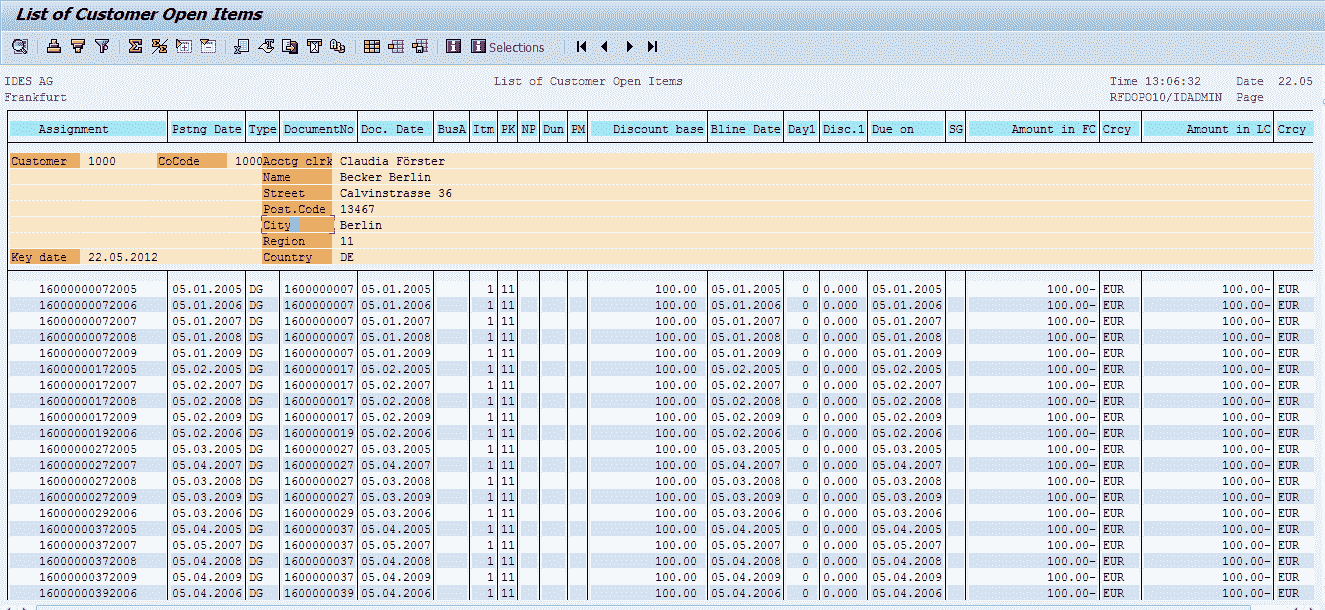 List of Customer Open Items
Selections
IDES AG List of Customer Open Items Time 13:06:32 Date 22.05
Frankfurt RFDOPO10/IDADMIN Page
Assignment Pstng Date Type DocumentNo Doc. Date BusA Itm PK NP Dun PM Discount base Bline Date Day1 Disc.1 Due on SG Amount in FC Crcy Amount in LC Crcy
Customer 1000 CoCode 1000 Acctg clrk Claudia Förster
Name Becker Berlin
Street Calvinstrasse 36
Post.Code 13467
City Berlin
Region 11
Key date 22.05.2012 Country DE
16000000072005 05.01.2005 DG 1600000007 05.01.2005 1 11 100.00 05.01.2005 0 0.000 05.01.2005 100.00- EUR 100.00- EUR
16000000072006 05.01.2006 DG 1600000007 05.01.2006 1 11 100.00 05.01.2006 0 0.000 05.01.2006 100.00- EUR 100.00- EUR
16000000072007 05.01.2007 DG 1600000007 05.01.2007 1 11 100.00 05.01.2007 0 0.000 05.01.2007 100.00- EUR 100.00- EUR
16000000072008 05.01.2008 DG 1600000007 05.01.2008 1 11 100.00 05.01.2008 0 0.000 05.01.2008 100.00- EUR 100.00- EUR
16000000072009 05.01.2009 DG 1600000007 05.01.2009 1 11 100.00 05.01.2009 0 0.000 05.01.2009 100.00- EUR 100.00- EUR
16000000172005 05.02.2005 DG 1600000017 05.02.2005 1 11 100.00 05.02.2005 0 0.000 05.02.2005 100.00- EUR 100.00- EUR
16000000172007 05.02.2007 DG 1600000017 05.02.2007 1 11 100.00 05.02.2007 0 0.000 05.02.2007 100.00- EUR 100.00- EUR
16000000172008 05.02.2008 DG 1600000017 05.02.2008 1 11 100.00 05.02.2008 0 0.000 05.02.2008 100.00- EUR 100.00- EUR
16000000172009 05.02.2009 DG 1600000017 05.02.2009 1 11 100.00 05.02.2009 0 0.000 05.02.2009 100.00- EUR 100.00- EUR
16000000192006 05.02.2006 DG 1600000019 05.02.2006 1 11 100.00 05.02.2006 0 0.000 05.02.2006 100.00- EUR 100.00- EUR
16000000272005 05.03.2005 DG 1600000027 05.03.2005 1 11 100.00 05.03.2005 0 0.000 05.03.2005 100.00- EUR 100.00- EUR
16000000272007 05.04.2007 DG 1600000027 05.04.2007 1 11 100.00 05.04.2007 0 0.000 05.04.2007 100.00- EUR 100.00- EUR
16000000272008 05.03.2008 DG 1600000027 05.03.2008 1 11 100.00 05.03.2008 0 0.000 05.03.2008 100.00- EUR 100.00- EUR
16000000272009 05.03.2009 DG 1600000027 05.03.2009 1 11 100.00 05.03.2009 0 0.000 05.03.2009 100.00- EUR 100.00- EUR
16000000292006 05.03.2006 DG 1600000029 05.03.2006 1 11 100.00 05.03.2006 0 0.000 05.03.2006 100.00- EUR 100.00- EUR
16000000372005 05.04.2005 DG 1600000037 05.04.2005 1 11 100.00 05.04.2005 0 0.000 05.04.2005 100.00- EUR 100.00- EUR
16000000372007 05.05.2007 DG 1600000037 05.05.2007 1 11 100.00 05.05.2007 0 0.000 05.05.2007 100.00- EUR 100.00- EUR
16000000372008 05.04.2008 DG 1600000037 05.04.2008 1 11 100.00 05.04.2008 0 0.000 05.04.2008 100.00- EUR 100.00- EUR
16000000372009 05.04.2009 DG 1600000037 05.04.2009 1 11 100.00 05.04.2009 0 0.000 05.04.2009 100.00- EUR 100.00- EUR
16000000392006 05.04.2006 DG 1600000039 05.04.2006 1 11 100.00 05.04.2006 0 0.000 05.04.2006 100.00- EUR 100.00- EUR